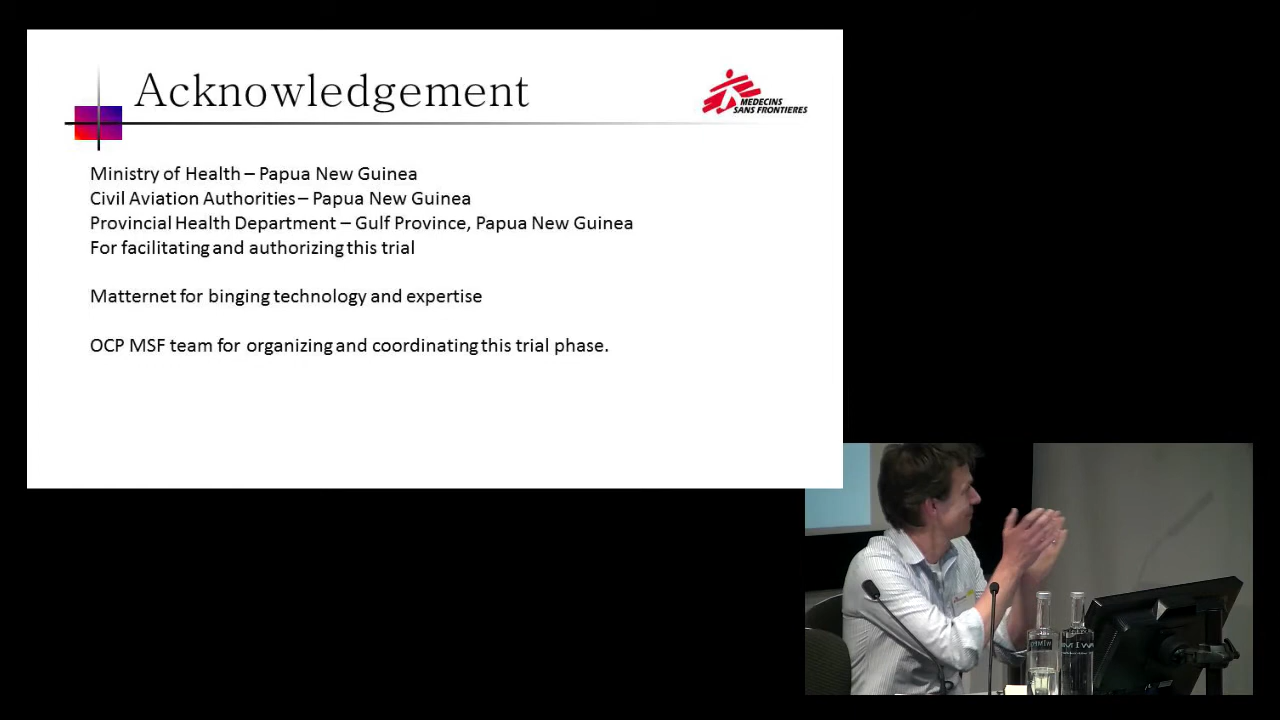 Acknowledgement
MEDECINS
SANS FRONTIERES
Ministry of Health – Papua New Guinea
Civil Aviation Authorities – Papua New Guinea
Provincial Health Department – Gulf Province, Papua New Guinea
For facilitating and authorizing this trial
Matternet for binging technology and expertise
OCP MSF team for organizing and coordinating this trial phase.